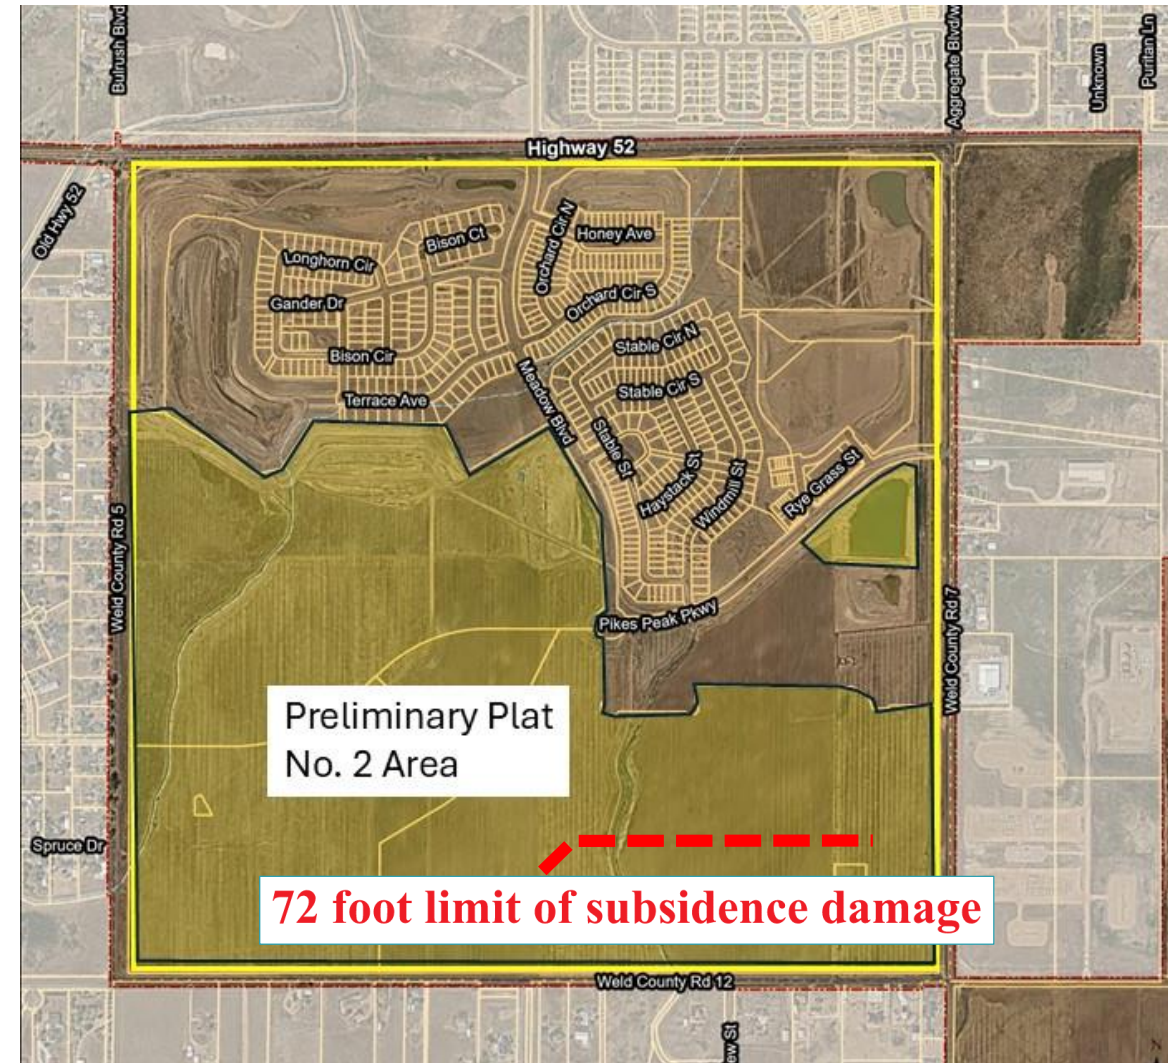 Bulrush Blvd
Aggregate Blvd/w
Unknown
Puritan Ln
Highway 52
Old Hwy 52
Longhorn Cir
Bison Ct
Orchard Cir N
Honey Ave
Gander Dr
Orchard Cir S
Bison Cir
Stable Cir N
Terrace Ave
Meadow Blvd
Stable Cir S
Stable St
Haystack St
Windmill St
Rye Grass St
Weld County Rd 5
Pikes Peak Pkwy
Weld County Rd 7
Preliminary Plat
No. 2 Area
Spruce Dr
72 foot limit of subsidence damage
Weld County Rd 12
ew St